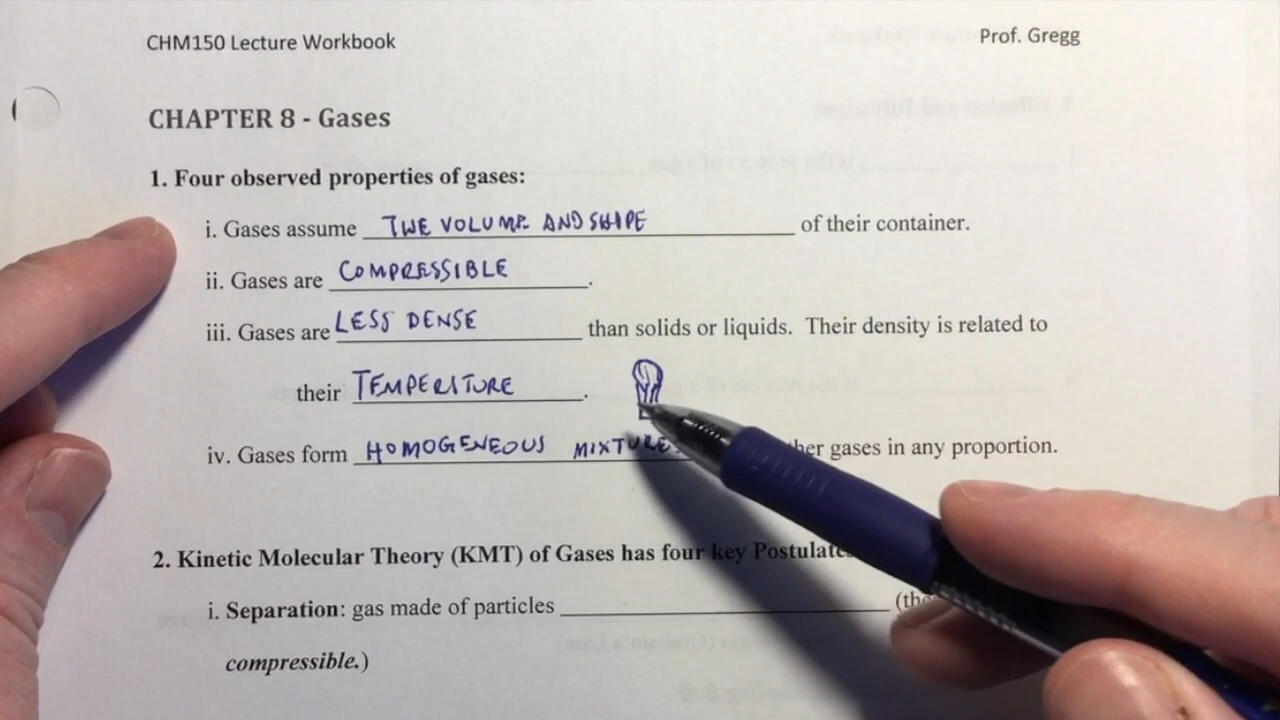 CHM150 Lecture Workbook Prof. Gregg
CHAPTER 8 - Gases
1. Four observed properties of gases:
i. Gases assume THE VOLUME AND SHAPE of their container.
ii. Gases are COMPRESSIBLE.
iii. Gases are LESS DENSE than solids or liquids. Their density is related to
their TEMPERITURE.
iv. Gases form HOMOGENEOUS MIXTURES gases in any proportion.
2. Kinetic Molecular Theory (KMT) of Gases has four key
i. Separation: gas made of particles
compressible.)